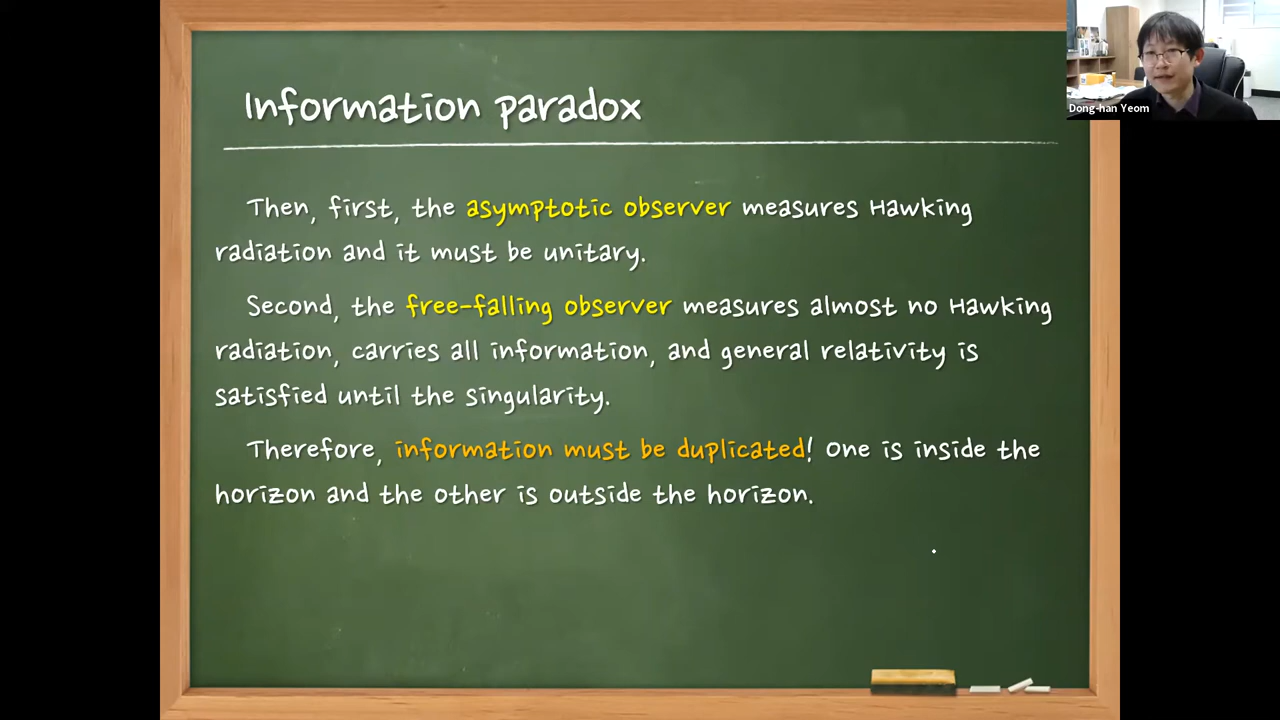 Dong-han Yeom
Information paradox
Then, first, the asymptotic observer measures Hawking
radiation and it must be unitary.
Second, the free-falling observer measures almost no Hawking
radiation, carries all information, and general relativity is
satisfied until the singularity.
Therefore, information must be duplicated! One is inside the
horizon and the other is outside the horizon.